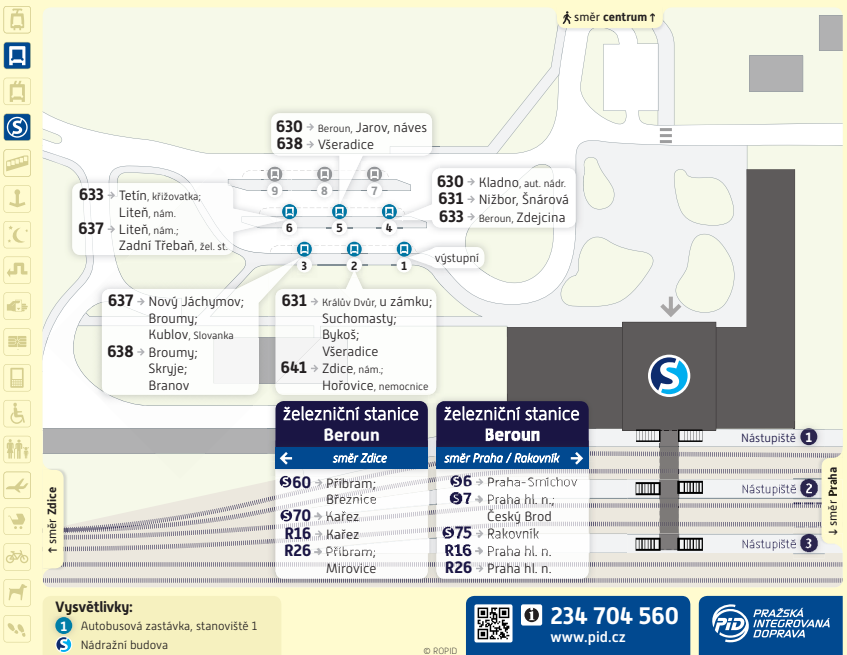 směr centrum ↑
630 → Beroun, Jarov, náves
638 → Všeradice
9 8 7
633 → Tetín, křižovatka;
Liteň, nám.
637 → Liteň, nám.;
Zadní Třebaň, žel. st.
630 → Kladno, aut. nádr.
631 → Nižbor, Šnárová
633 → Beroun, Zdejcina
6 5 4
výstupní
3 2 1
637 → Nový Jáchymov;
Broumy;
Kublov, Slovanka
638 → Broumy;
Skryje;
Branov
631 → Králův Dvůr, u zámku;
Suchomasty;
Bykoš;
Všeradice
641 → Zdice, nám.;
Hořovice, nemocnice
S
železniční stanice
Beroun
← směr Zdice
S60 → Příbram;
Březnice
S70 → Kařez
R16 → Kařez
R26 → Příbram;
Mirovice
železniční stanice
Beroun
směr Praha / Rakovník →
S6 → Praha-Smíchov
S7 → Praha hl. n.;
Český Brod
S75 → Rakovník
R16 → Praha hl. n.
R26 → Praha hl. n.
Nástupiště 1
Nástupiště 2
Nástupiště 3
↑ směr Zdice
↓ směr Praha
Vysvětlivky:
1 Autobusová zastávka, stanoviště 1
S Nádražní budova
© ROPID
234 704 560
www.pid.cz
PID PRAŽSKÁ
INTEGROVANÁ
DOPRAVA